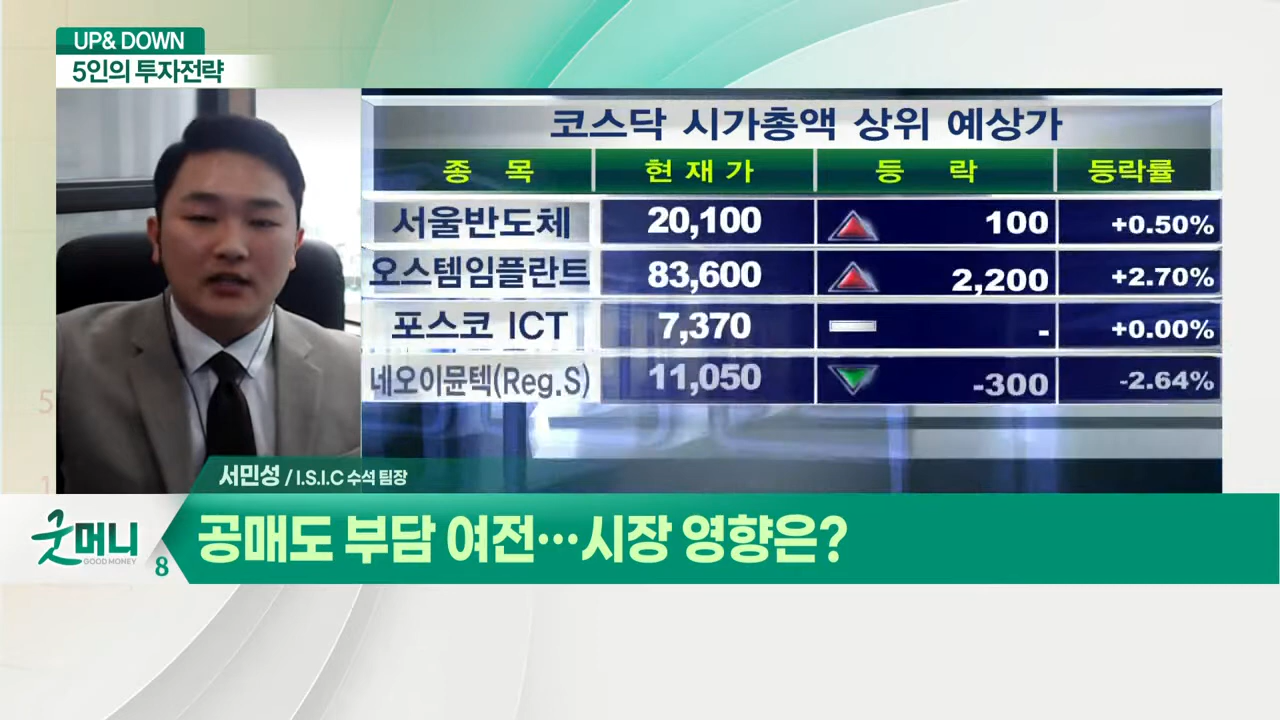 UP& DOWN
5인의 투자전략
코스닥 시가총액 상위 예상가
종 목 현 재 가 등 락 등락률
서울반도체 20,100 100 +0.50%
오스템임플란트 83,600 2,200 +2.70%
포스코 ICT 7,370 - +0.00%
네오이뮨텍(Reg.S) 11,050 -300 -2.64%
서민성 / I.S.I.C 수석 팀장
굿머니
GOOD MONEY
8
공매도 부담 여전…시장 영향은?
5
1